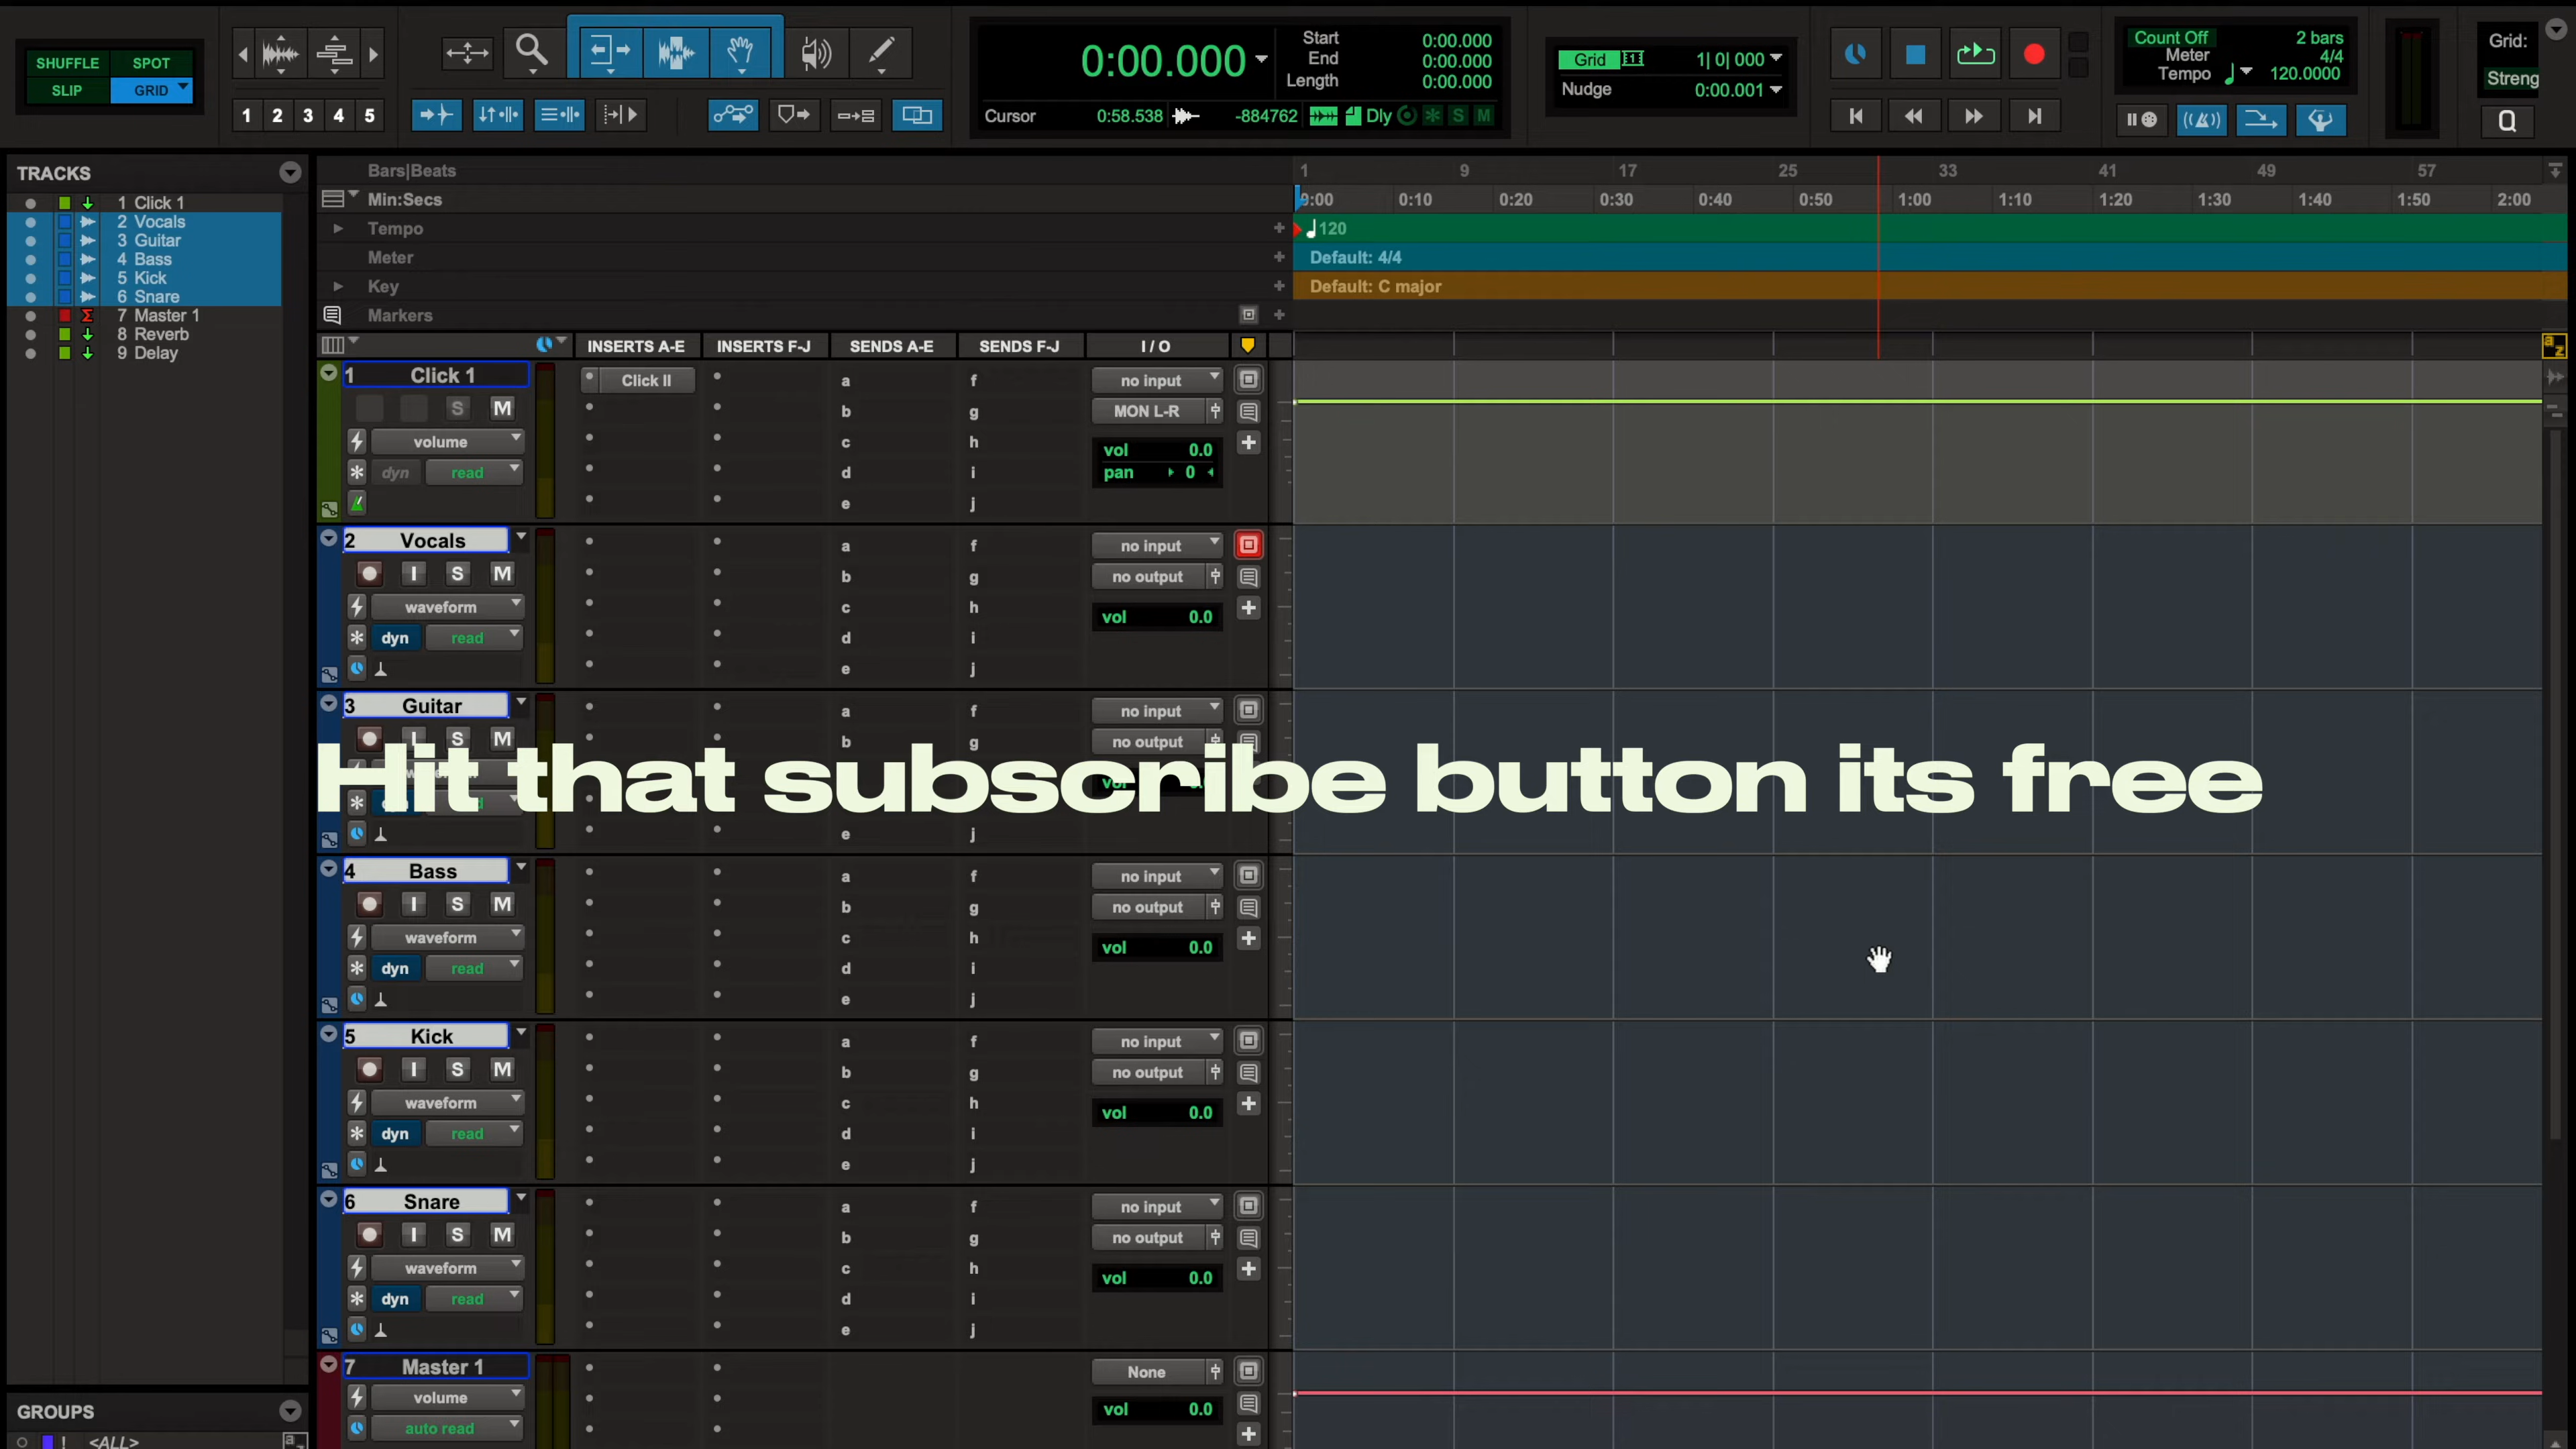 SHUFFLE SPOT
SLIP GRID
1 2 3 4 5
0:00.000
Start 0:00.000
End 0:00.000
Length 0:00.000
Cursor 0:58.538 -884762 Dly S M
Grid 1| 0| 000
Nudge 0:00.001
Count Off 2 bars
Meter 4/4
Tempo 120.0000
Grid:
Streng
Q
TRACKS
1 Click 1
2 Vocals
3 Guitar
4 Bass
5 Kick
6 Snare
7 Master 1
8 Reverb
9 Delay
Bars|Beats 1 9 17 25 33 41 49 57
Min:Secs 0:00 0:10 0:20 0:30 0:40 0:50 1:00 1:10 1:20 1:30 1:40 1:50 2:00
Tempo 120
Meter Default: 4/4
Key Default: C major
Markers
INSERTS A-E INSERTS F-J SENDS A-E SENDS F-J I / O
1 Click 1 Click II a f no input
S M b g MON L-R
volume c h vol 0.0
dyn read d i pan 0
e j
2 Vocals a f no input
I S M b g no output
waveform c h vol 0.0
dyn read d i
e j
3 Guitar a f no input
I S M b g no output
Hit that subscribe button its free
e j
4 Bass a f no input
I S M b g no output
waveform c h vol 0.0
dyn read d i
e j
5 Kick a f no input
I S M b g no output
waveform c h vol 0.0
dyn read d i
e j
6 Snare a f no input
I S M b g no output
waveform c h vol 0.0
dyn read d i
e j
7 Master 1 None
volume vol 0.0
auto read
GROUPS
! <ALL>
a z